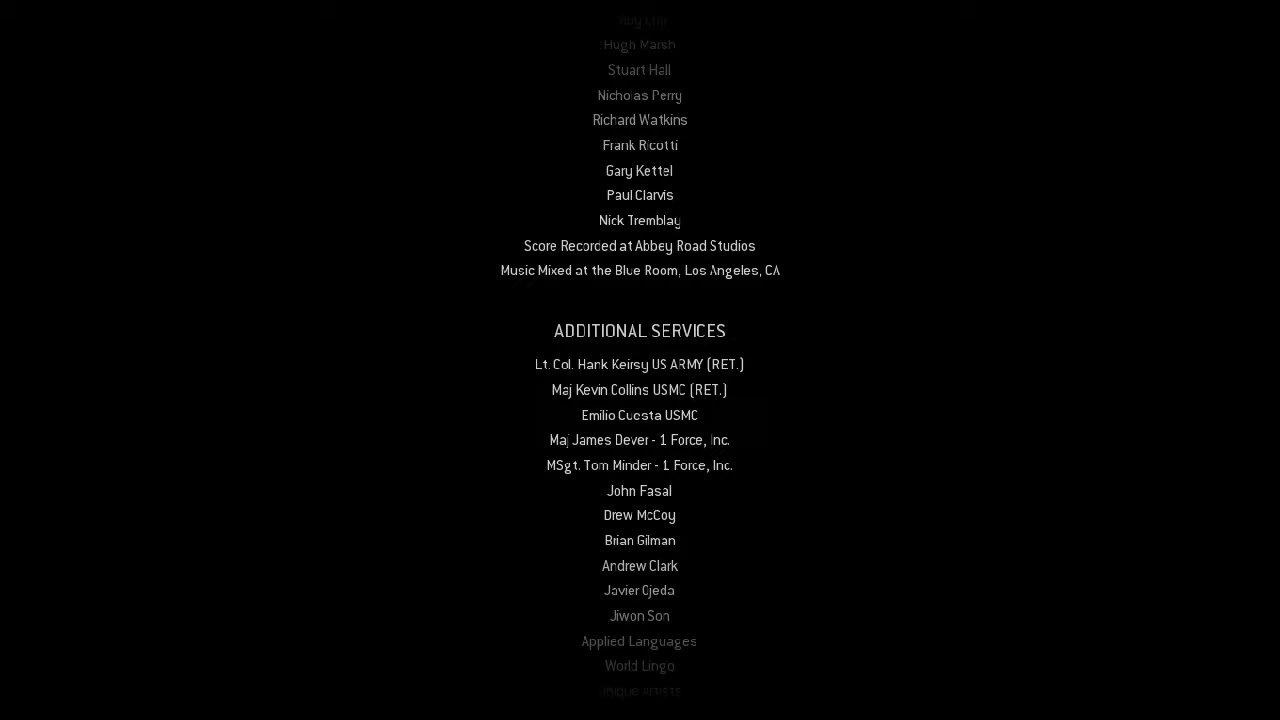 Hugh Marsh
Stuart Hall
Nicholas Perry
Richard Watkins
Frank Ricotti
Gary Kettel
Paul Clarvis
Nick Tremblay
Score Recorded at Abbey Road Studios
Music Mixed at the Blue Room, Los Angeles, CA
ADDITIONAL SERVICES
Lt. Col. Hank Keirsy US ARMY (RET.)
Maj Kevin Collins USMC (RET.)
Emilio Cuesta USMC
Maj James Dever - 1 Force, Inc.
MSgt. Tom Minder - 1 Force, Inc.
John Fasal
Drew McCoy
Brian Gilman
Andrew Clark
Javier Ojeda
Jiwon Son
Applied Languages
World Lingo
Unique Artists